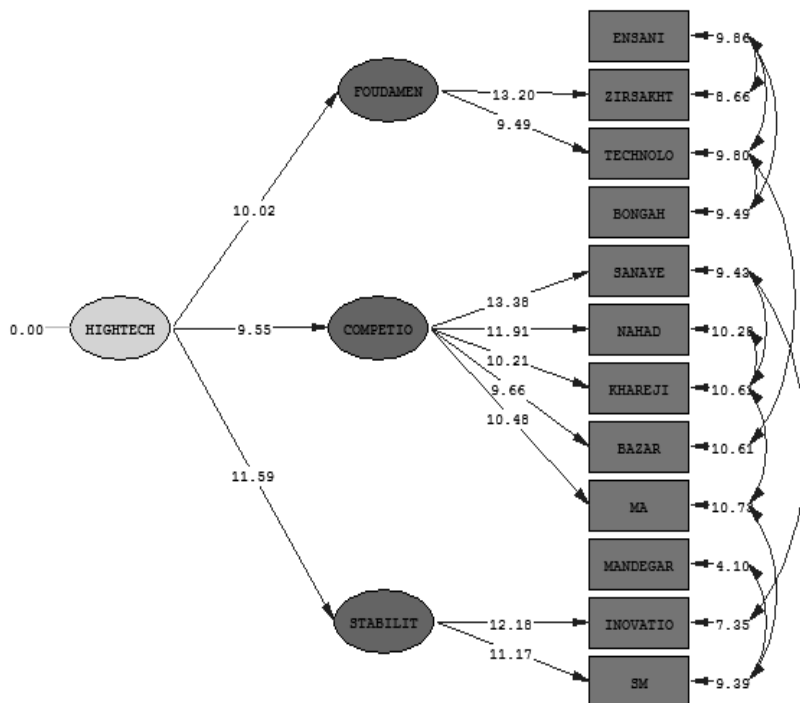 ENSANI 9.86
FOUDAMEN
13.20 ZIRSAKHT 8.66
9.49 TECHNOLO 9.80
10.02
BONGAH 9.49
SANAYE 9.43
13.38
0.00 HIGHTECH 9.55 COMPETIO 11.91 NAHAD
10.21
KHAREJI
9.66
10.48
BAZAR 10.61
11.59
MA
MANDEGAR 4.10
STABILIT 12.18 INOVATIO 7.35
11.17
SM 9.39